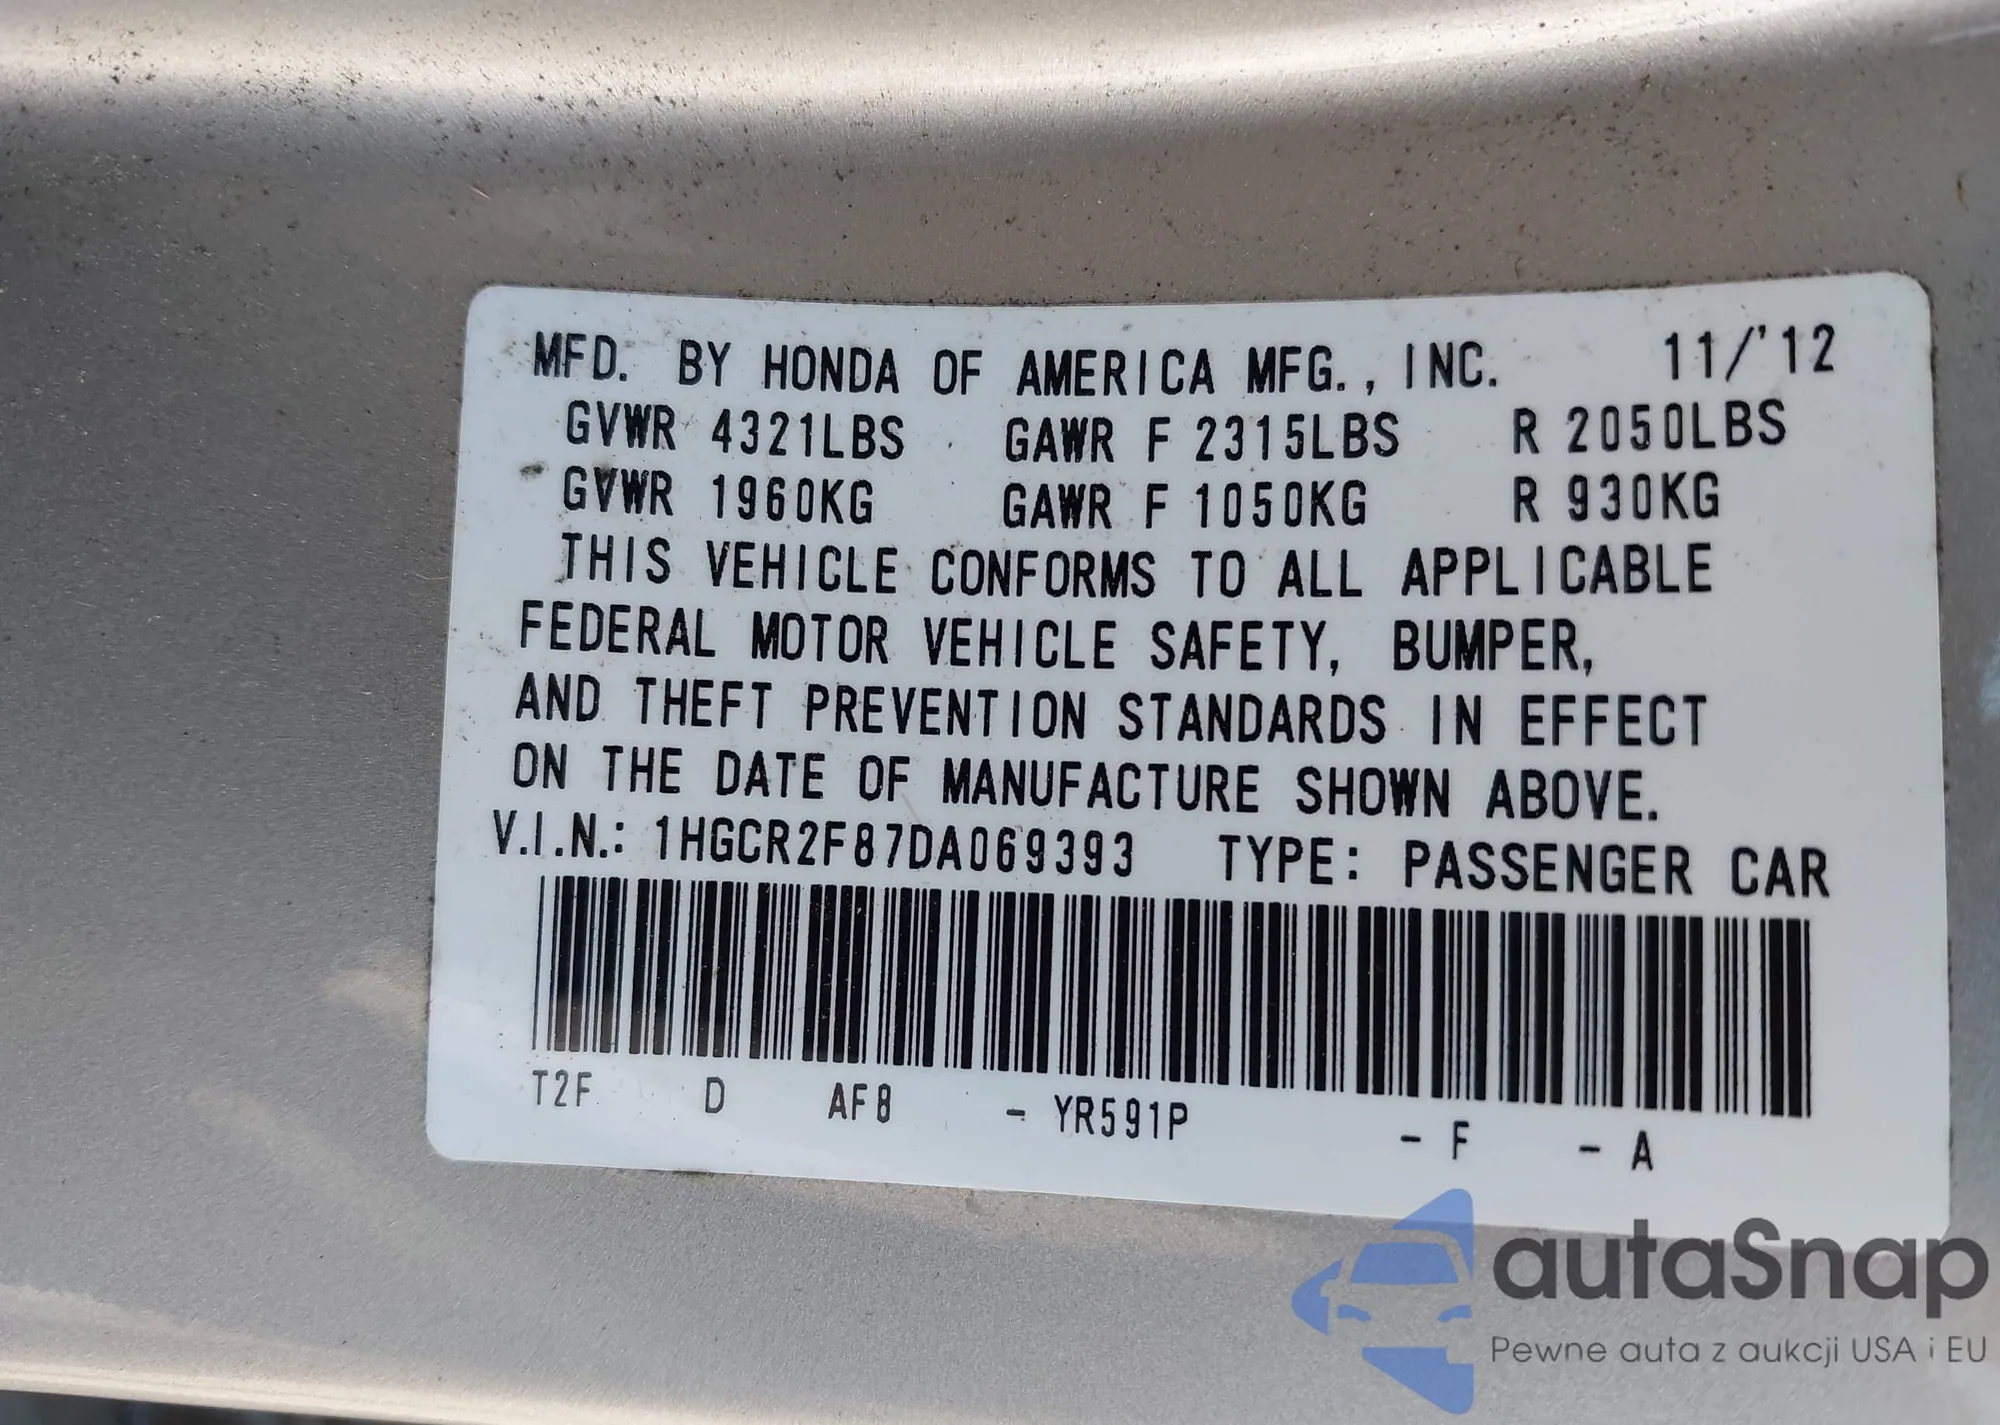 MFD. BY HONDA OF AMERICA MFG., INC. 11/'12
GVWR 4321LBS GAWR F 2315LBS R 2050LBS
GVWR 1960KG GAWR F 1050KG R 930KG
THIS VEHICLE CONFORMS TO ALL APPLICABLE
FEDERAL MOTOR VEHICLE SAFETY, BUMPER,
AND THEFT PREVENTION STANDARDS IN EFFECT
ON THE DATE OF MANUFACTURE SHOWN ABOVE.
V.I.N.: 1HGCR2F87DA069393 TYPE: PASSENGER CAR
T2F D AF8 - YR591P - F - A
autaSnap
Pewne auta z aukcji USA i EU